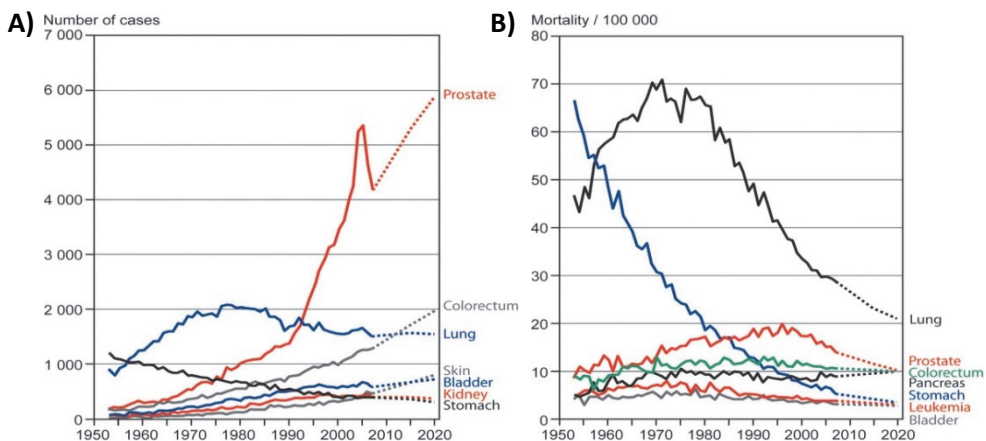 A)
Number of cases
7 000
6 000
5 000
4 000
3 000
2 000
1 000
0
1950 1960 1970 1980 1990 2000 2010 2020
Prostate
Colorectum
Lung
Skin
Bladder
Kidney
Stomach
B)
Mortality / 100 000
80
70
60
50
40
30
20
10
0
1950 1960 1970 1980 1990 2000 2010 2020
Lung
Prostate
Colorectum
Pancreas
Stomach
Leukemia
Bladder